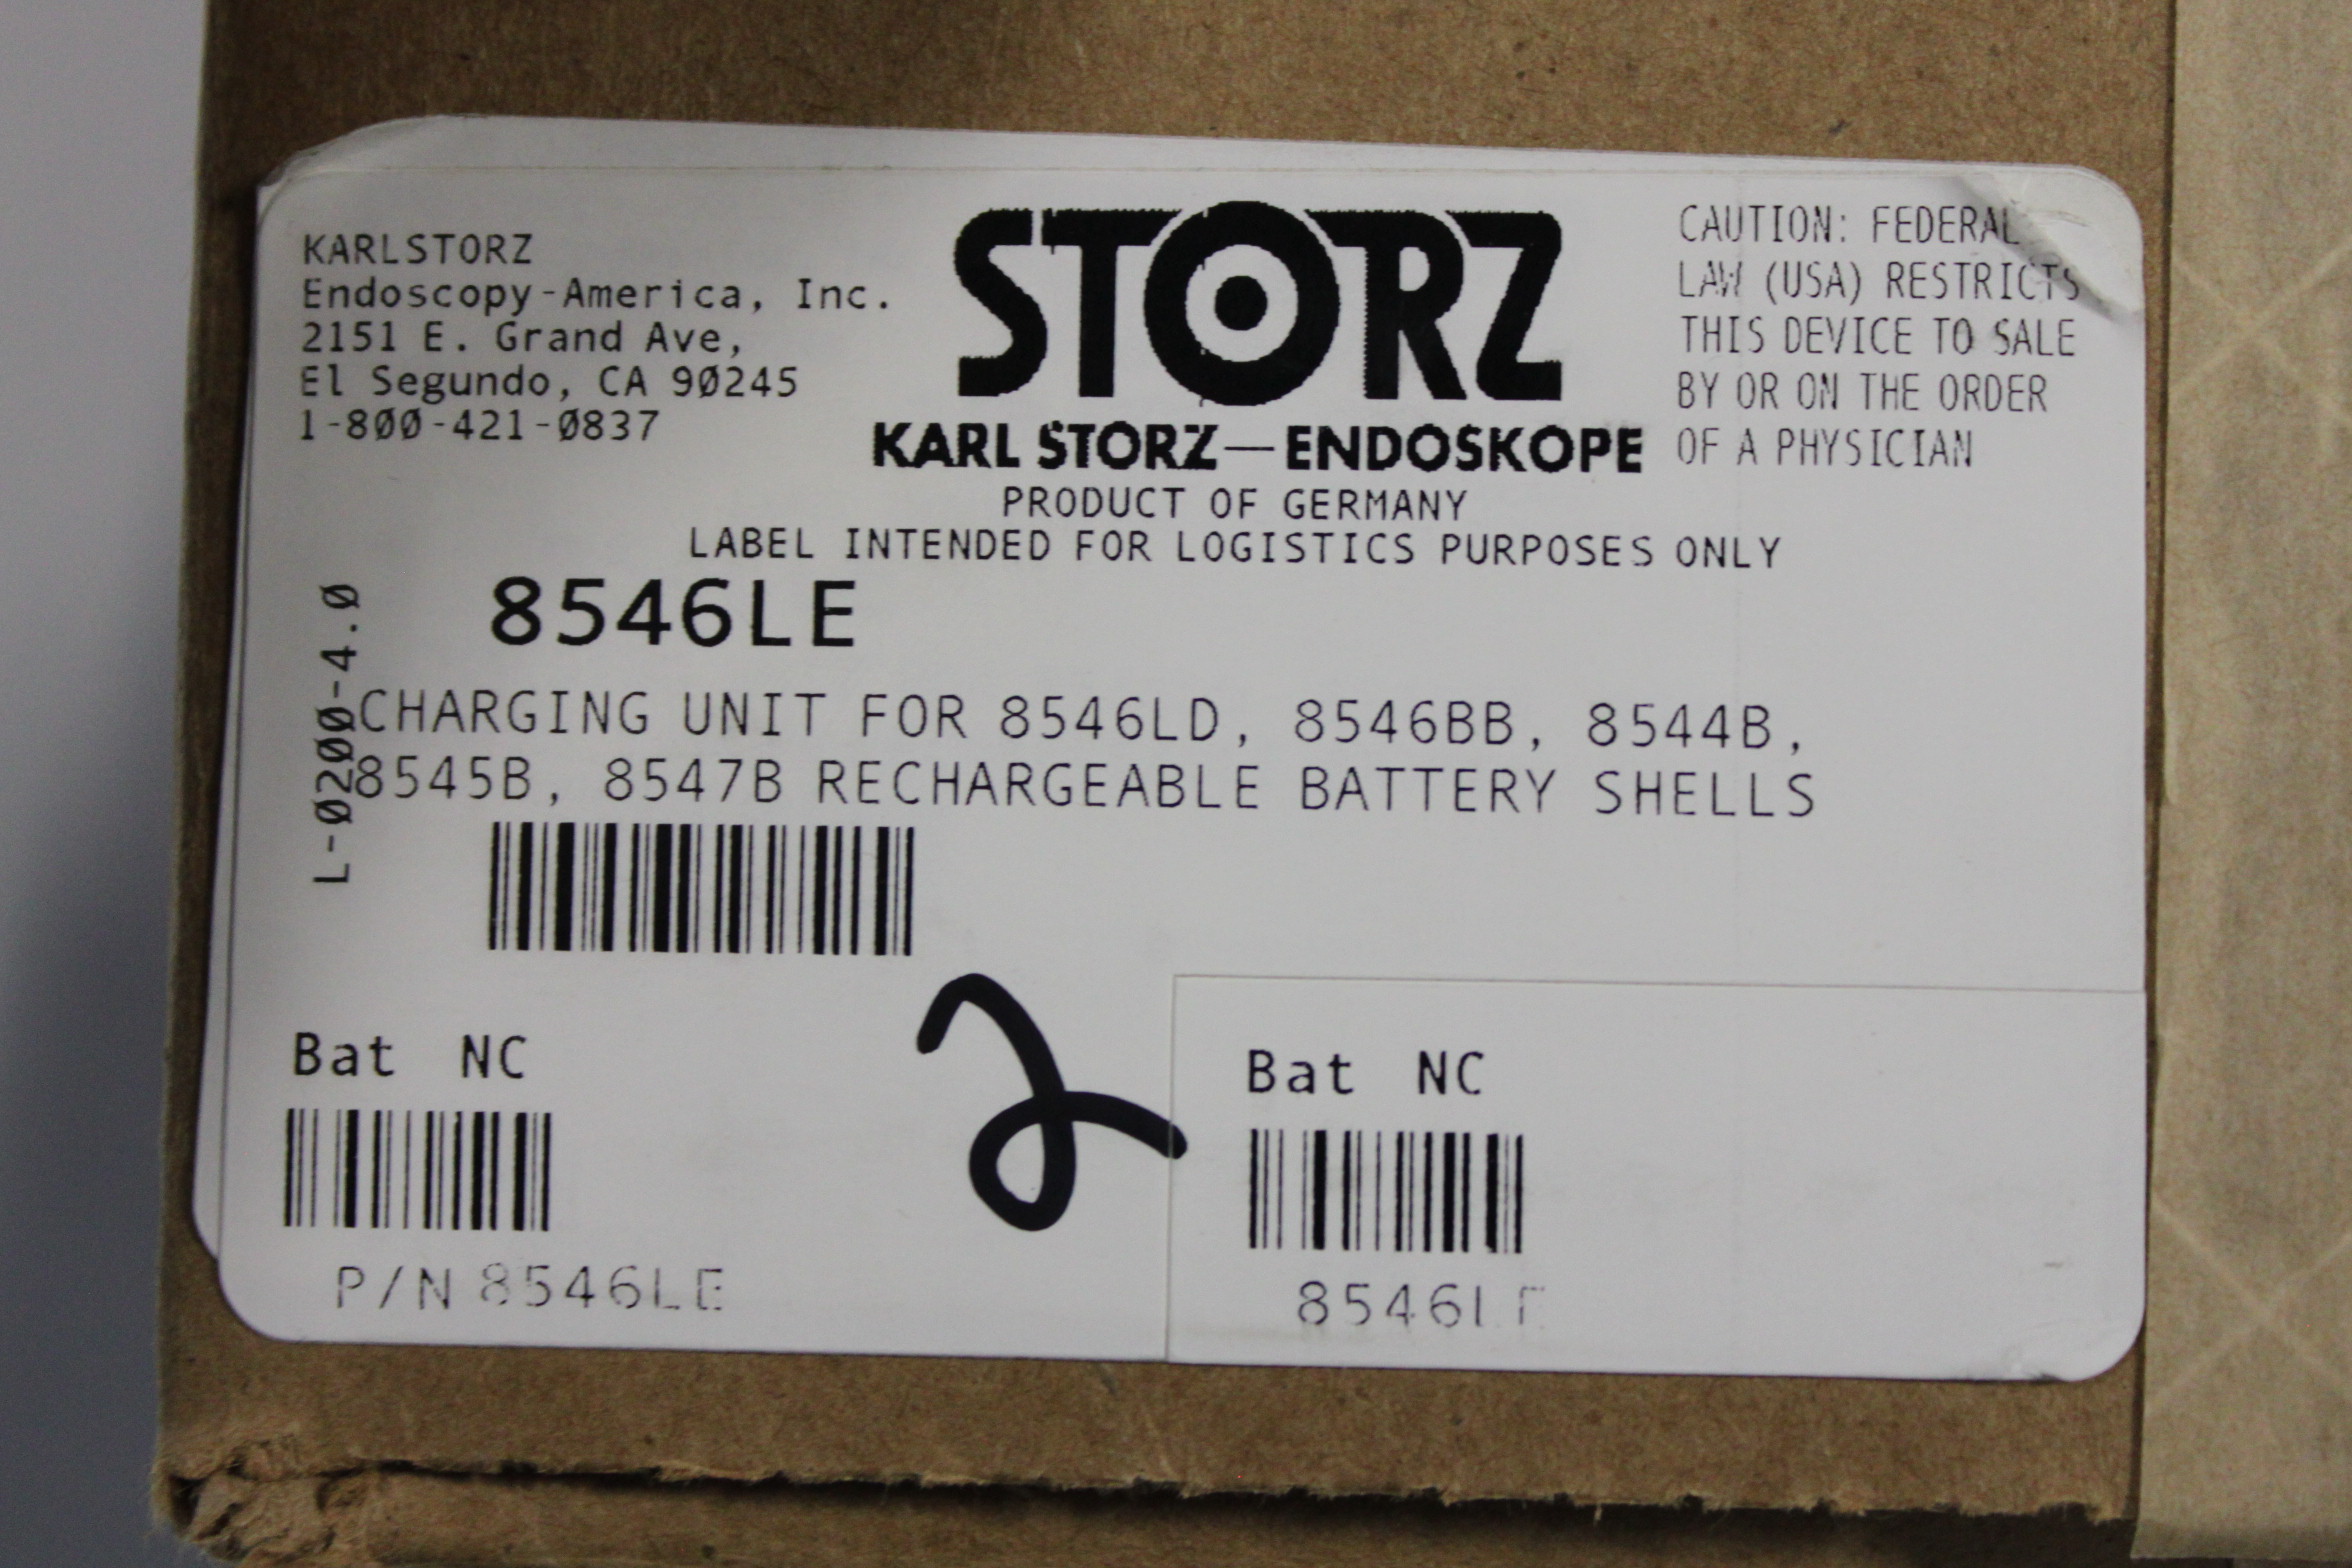 KARLSTORZ
Endoscopy-America, Inc.
2151 E. Grand Ave,
El Segundo, CA 90245
1-800-421-0837
STORZ
KARL STORZ—ENDOSKOPE
CAUTION: FEDERAL
LAW (USA) RESTRICTS
THIS DEVICE TO SALE
BY OR ON THE ORDER
OF A PHYSICIAN
PRODUCT OF GERMANY
LABEL INTENDED FOR LOGISTICS PURPOSES ONLY
8546LE
L-0200-4.0
CHARGING UNIT FOR 8546LD, 8546BB, 8544B,
8545B, 8547B RECHARGEABLE BATTERY SHELLS
2
Bat NC
P/N 8546LE
Bat NC
8546LE